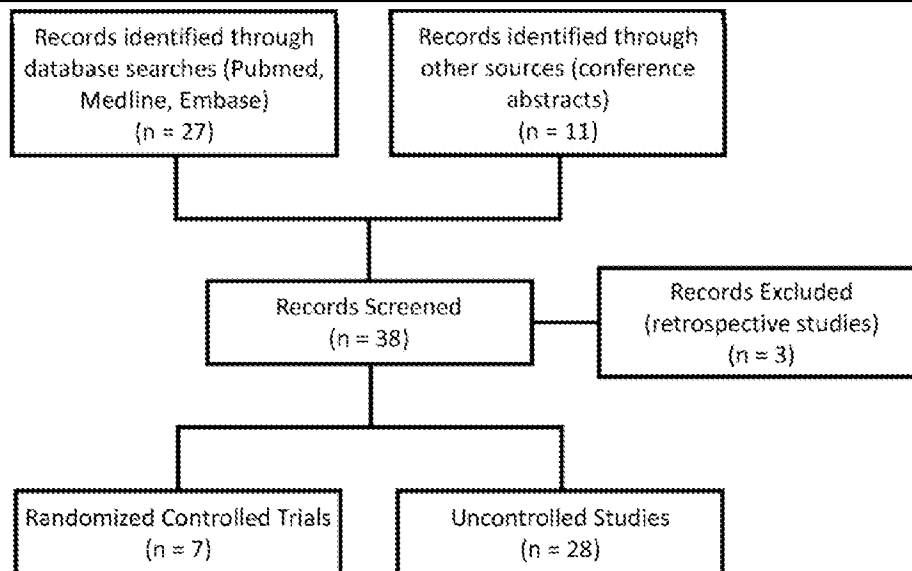 Records identified through
database searches (Pubmed,
Medline, Embase)
(n = 27)
Records identified through
other sources (conference
abstracts)
(n = 11)
Records Screened
(n = 38)
Records Excluded
(retrospective studies)
(n = 3)
Randomized Controlled Trials
(n = 7)
Uncontrolled Studies
(n = 28)